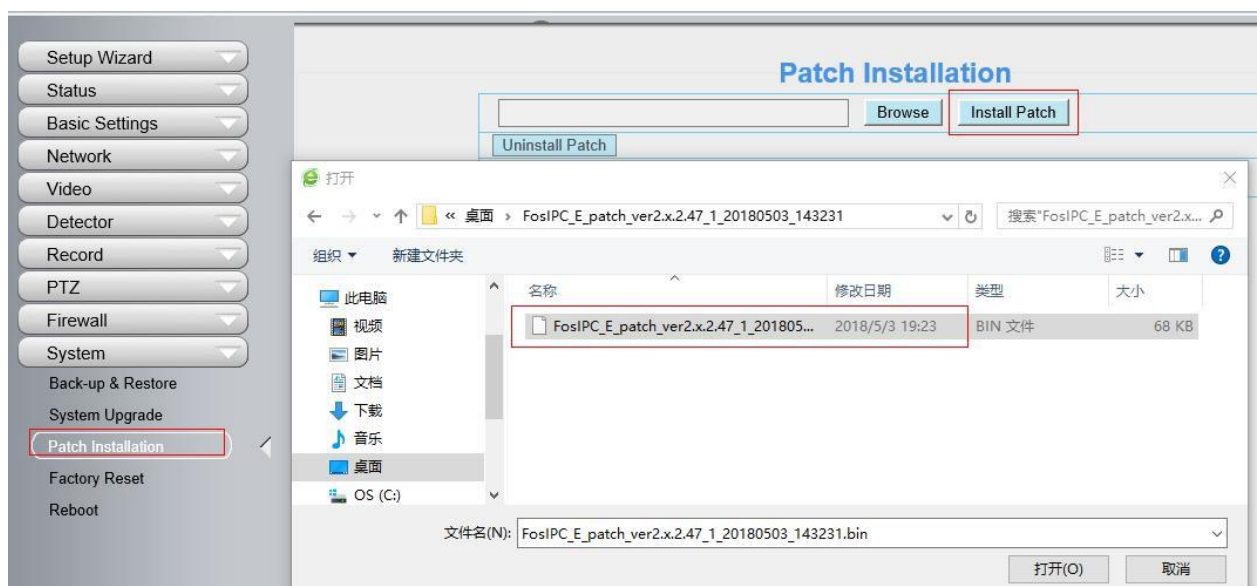 Setup Wizard
Status
Basic Settings
Network
Video
Detector
Record
PTZ
Firewall
System
Back-up & Restore
System Upgrade
Patch Installation
Factory Reset
Reboot
Patch Installation
Browse
Install Patch
Uninstall Patch
打开
« 桌面 › FosIPC_E_patch_ver2.x.2.47_1_20180503_143231
搜索"FosIPC_E_patch_ver2.x...
组织
新建文件夹
此电脑
视频
图片
文档
下载
音乐
桌面
OS (C:)
名称 修改日期 类型 大小
FosIPC_E_patch_ver2.x.2.47_1_201805... 2018/5/3 19:23 BIN 文件 68 KB
文件名(N): FosIPC_E_patch_ver2.x.2.47_1_20180503_143231.bin
打开(O) 取消